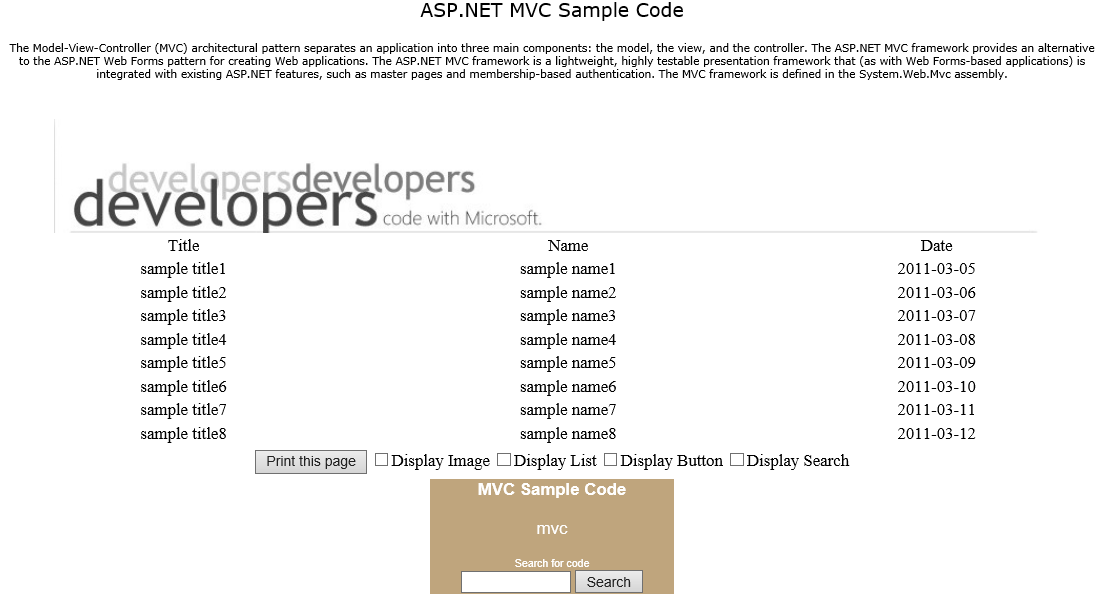 ASP.NET MVC Sample Code
The Model-View-Controller (MVC) architectural pattern separates an application into three main components: the model, the view, and the controller. The ASP.NET MVC framework provides an alternative
to the ASP.NET Web Forms pattern for creating Web applications. The ASP.NET MVC framework is a lightweight, highly testable presentation framework that (as with Web Forms-based applications) is
integrated with existing ASP.NET features, such as master pages and membership-based authentication. The MVC framework is defined in the System.Web.Mvc assembly.
developersdevelopers
developers code with Microsoft.
Title Name Date
sample title1 sample name1 2011-03-05
sample title2 sample name2 2011-03-06
sample title3 sample name3 2011-03-07
sample title4 sample name4 2011-03-08
sample title5 sample name5 2011-03-09
sample title6 sample name6 2011-03-10
sample title7 sample name7 2011-03-11
sample title8 sample name8 2011-03-12
Print this page Display Image Display List Display Button Display Search
MVC Sample Code
mvc
Search for code
Search